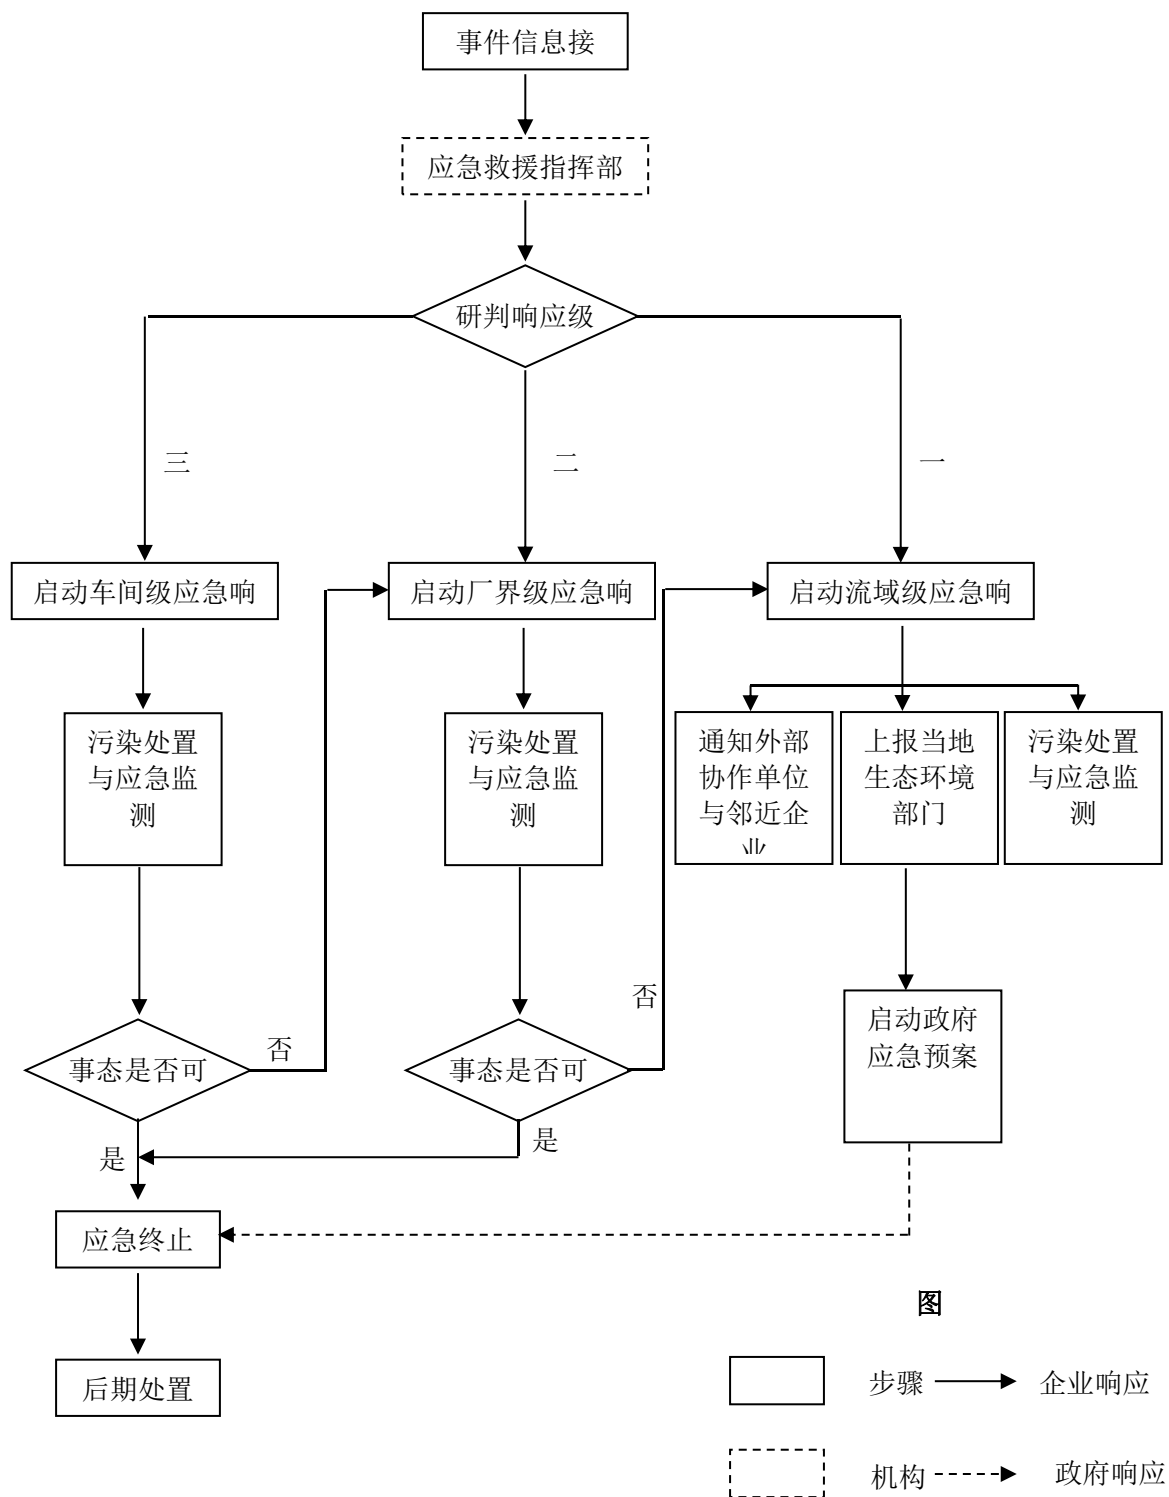 事件信息接
应急救援指挥部
研判响应级
三
二
一
启动车间级应急响
启动厂界级应急响
启动流域级应急响
污染处置
与应急监
测
污染处置
与应急监
测
通知外部
协作单位
与邻近企
业
上报当地
生态环境
部门
污染处置
与应急监
测
启动政府
应急预案
事态是否可
否
事态是否可
否
是
是
应急终止
后期处置
图
步骤
企业响应
机构
政府响应